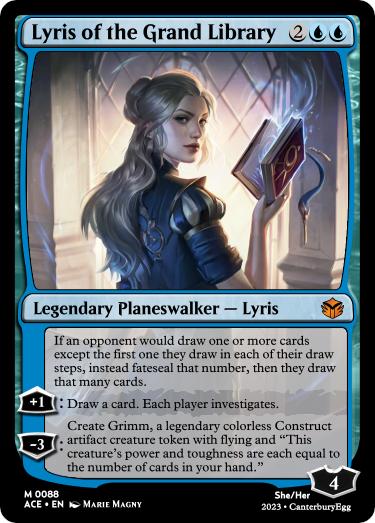 Lyris of the Grand Library 2
Legendary Planeswalker — Lyris
If an opponent would draw one or more cards
except the first one they draw in each of their draw
steps, instead fateseal that number, then they draw
that many cards.
+1: Draw a card. Each player investigates.
-3: Create Grimm, a legendary colorless Construct
artifact creature token with flying and “This
creature’s power and toughness are each equal to
the number of cards in your hand.”
4
M 0088
ACE • EN Marie Magny
She/Her
2023 • CanterburyEgg